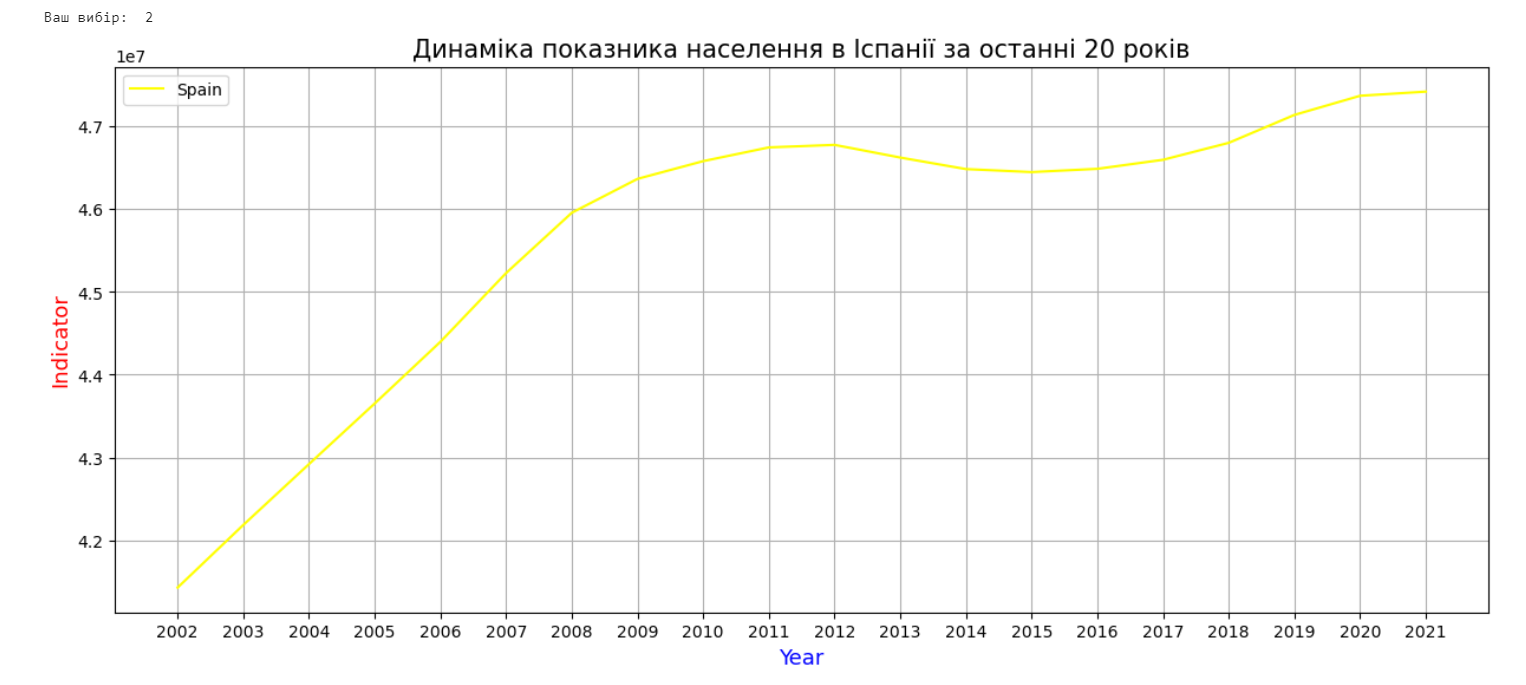 Ваш вибір: 2
Динаміка показника населення в Іспанії за останні 20 років
1e7
Spain
4.7
4.6
4.5
4.4
4.3
4.2
Indicator
2002 2003 2004 2005 2006 2007 2008 2009 2010 2011 2012 2013 2014 2015 2016 2017 2018 2019 2020 2021
Year